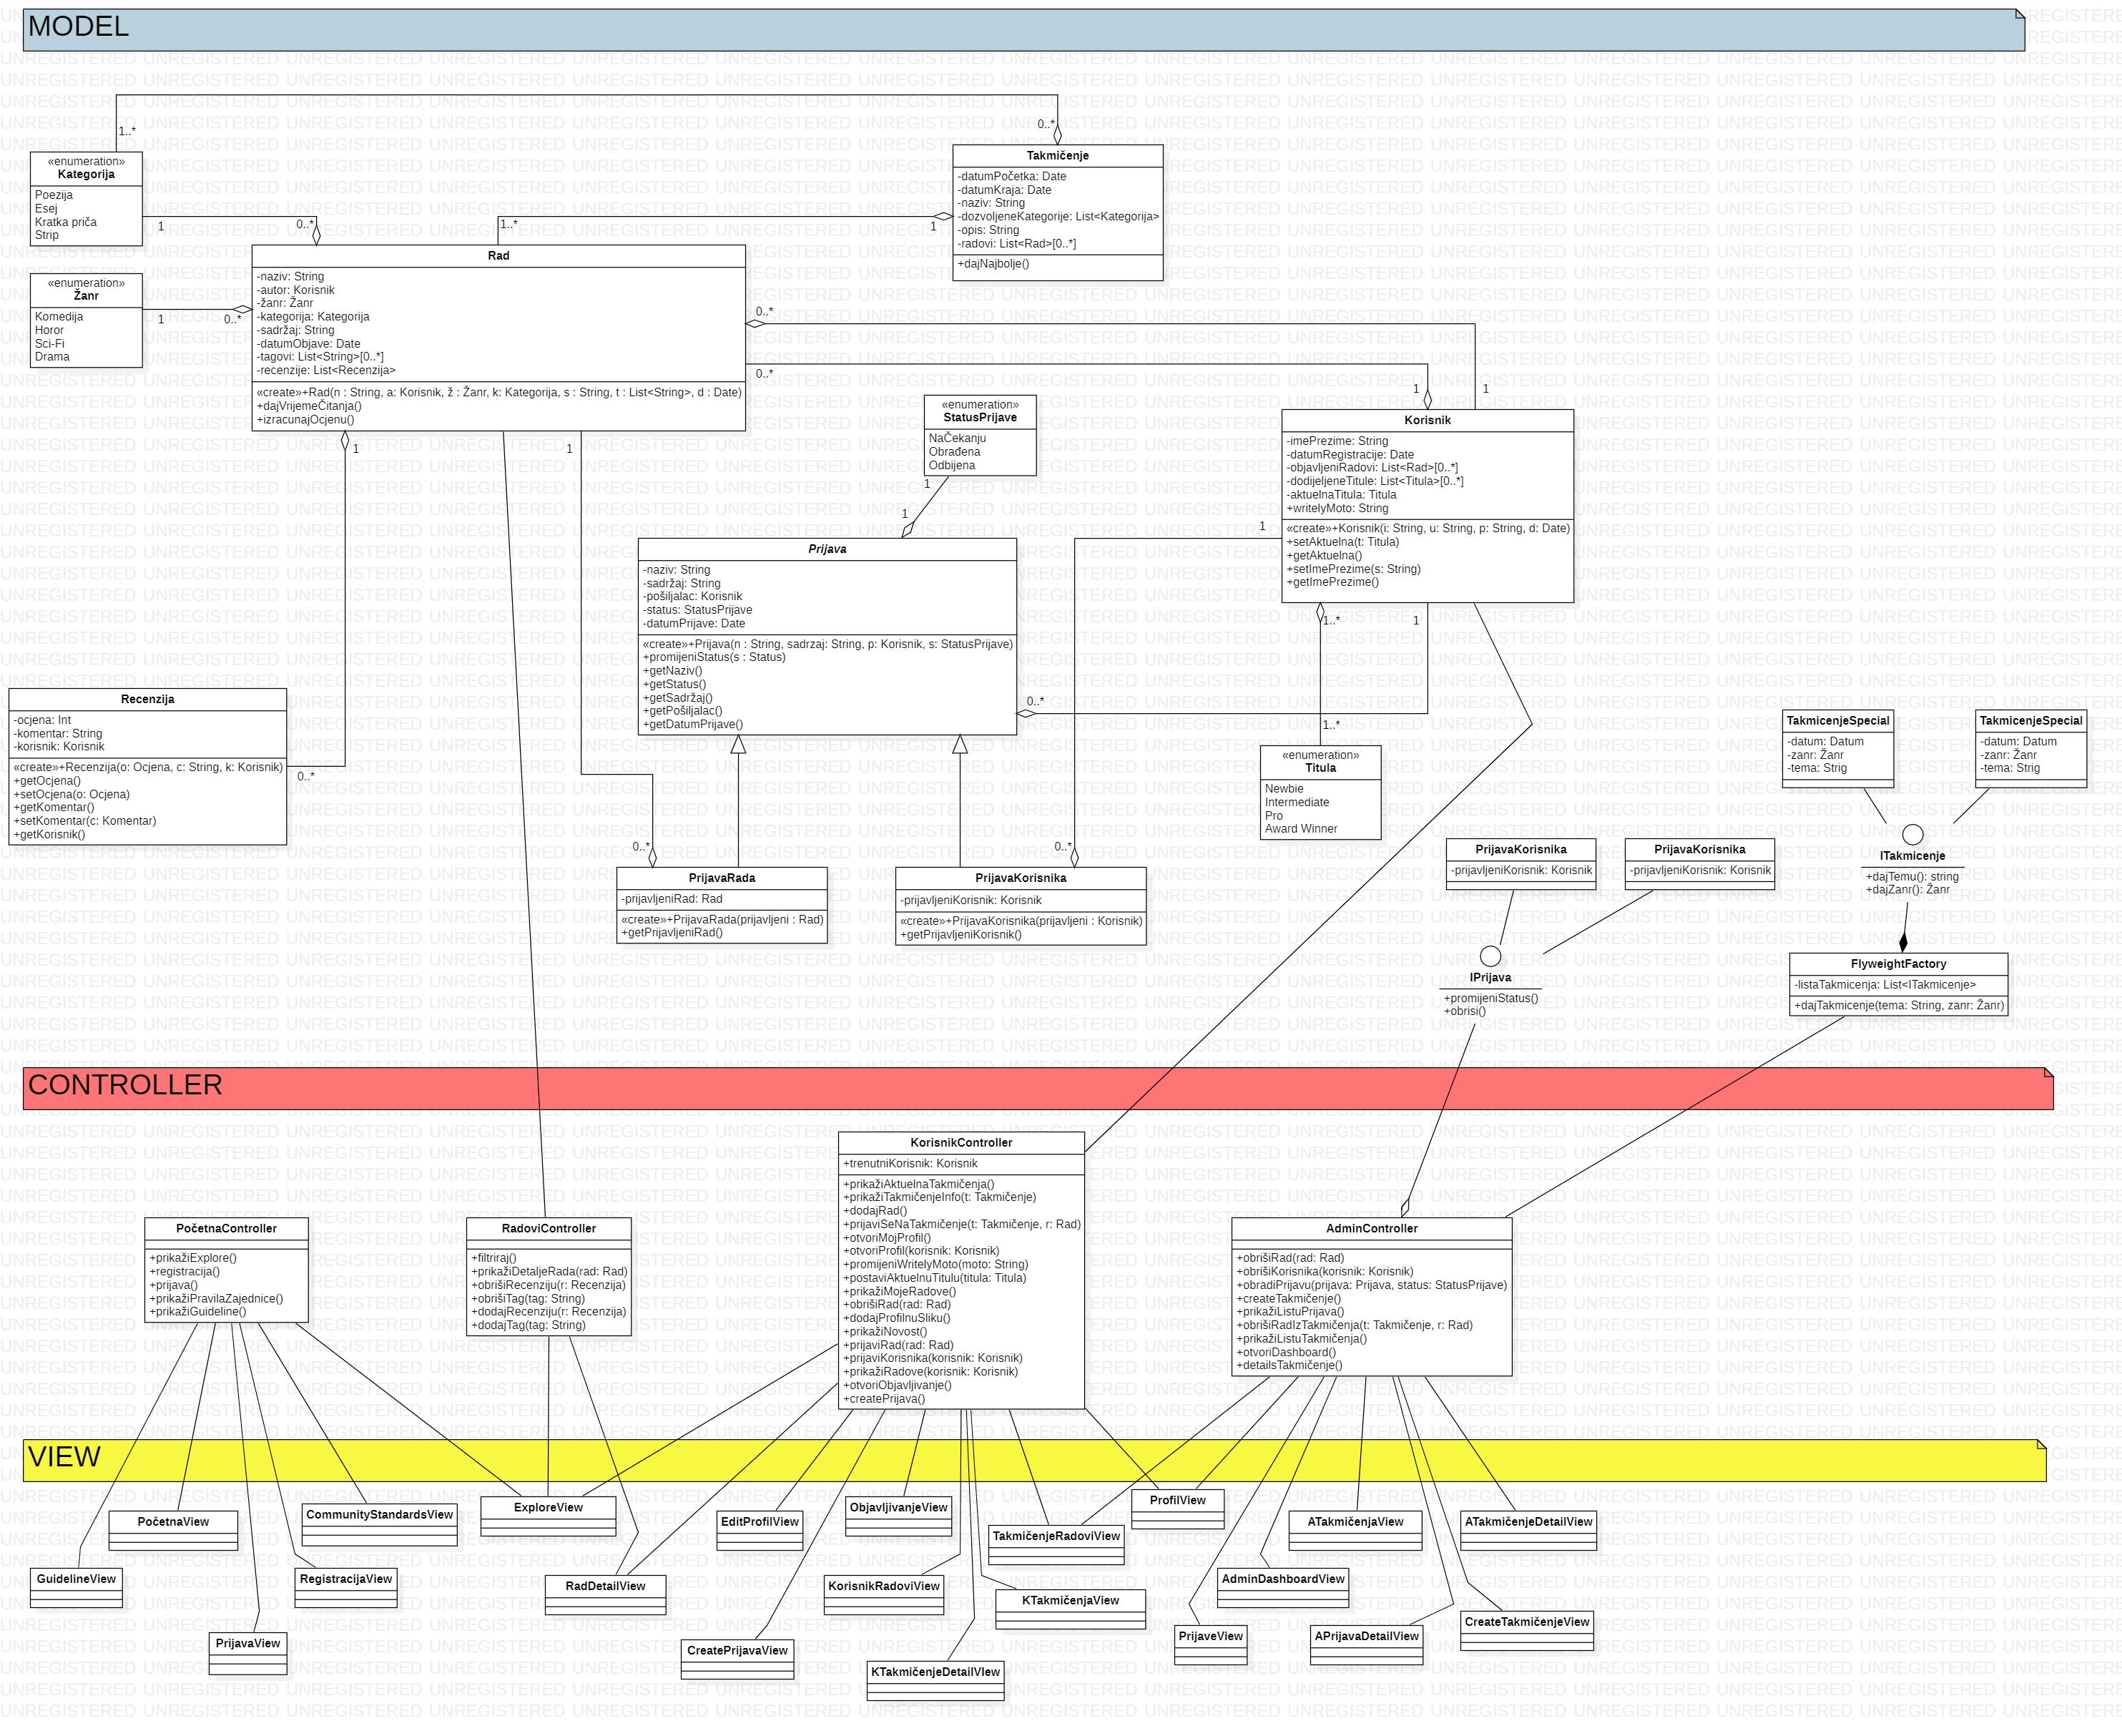 MODEL
1..*
0..*
«enumeration»
Kategorija
Poezija
Esej
Kratka priča
Strip
1
0..*
Takmičenje
-datumPočetka: Date
-datumKraja: Date
-naziv: String
-dozvoljeneKategorije: List<Kategorija>
-opis: String
-radovi: List<Rad>[0..*]
+dajNajbolje()
1..*
1
«enumeration»
Žanr
Komedija
Horor
Sci-Fi
Drama
1
0..*
Rad
-naziv: String
-autor: Korisnik
-žanr: Žanr
-kategorija: Kategorija
-sadržaj: String
-datumObjave: Date
-tagovi: List<String>[0..*]
-recenzije: List<Recenzija>
«create»+Rad(n : String, a: Korisnik, ž : Žanr, k: Kategorija, s : String, t : List<String>, d : Date)
+dajVrijemeČitanja()
+izracunajOcjenu()
0..*
0..*
1
1
1
1
«enumeration»
StatusPrijave
NaČekanju
Obrađena
Odbijena
1
1
Korisnik
-imePrezime: String
-datumRegistracije: Date
-objavljeniRadovi: List<Rad>[0..*]
-dodijeljeneTitule: List<Titula>[0..*]
-aktuelnaTitula: Titula
+writelyMoto: String
«create»+Korisnik(i: String, u: String, p: String, d: Date)
+setAktuelna(t: Titula)
+getAktuelna()
+setImePrezime(s: String)
+getImePrezime()
1
1..*
1
Prijava
-naziv: String
-sadržaj: String
-pošiljalac: Korisnik
-status: StatusPrijave
-datumPrijave: Date
«create»+Prijava(n : String, sadrzaj: String, p: Korisnik, s: StatusPrijave)
+promijeniStatus(s : Status)
+getNaziv()
+getStatus()
+getSadržaj()
+getPošiljalac()
+getDatumPrijave()
0..*
1..*
Recenzija
-ocjena: Int
-komentar: String
-korisnik: Korisnik
«create»+Recenzija(o: Ocjena, c: String, k: Korisnik)
+getOcjena()
+setOcjena(o: Ocjena)
+getKomentar()
+setKomentar(c: Komentar)
+getKorisnik()
0..*
«enumeration»
Titula
Newbie
Intermediate
Pro
Award Winner
TakmicenjeSpecial
-datum: Datum
-zanr: Žanr
-tema: Strig
TakmicenjeSpecial
-datum: Datum
-zanr: Žanr
-tema: Strig
0..*
PrijavaRada
-prijavljeniRad: Rad
«create»+PrijavaRada(prijavljeni : Rad)
+getPrijavljeniRad()
0..*
PrijavaKorisnika
-prijavljeniKorisnik: Korisnik
«create»+PrijavaKorisnika(prijavljeni : Korisnik)
+getPrijavljeniKorisnik()
PrijavaKorisnika
-prijavljeniKorisnik: Korisnik
PrijavaKorisnika
-prijavljeniKorisnik: Korisnik
ITakmicenje
+dajTemu(): string
+dajZanr(): Žanr
IPrijava
+promijeniStatus()
+obrisi()
FlyweightFactory
-listaTakmicenja: List<ITakmicenje>
+dajTakmicenje(tema: String, zanr: Žanr)
CONTROLLER
PočetnaController
+prikažiExplore()
+registracija()
+prijava()
+prikažiPravilaZajednice()
+prikažiGuideline()
RadoviController
+filtriraj()
+prikažiDetaljeRada(rad: Rad)
+obrišiRecenziju(r: Recenzija)
+obrišiTag(tag: String)
+dodajRecenziju(r: Recenzija)
+dodajTag(tag: String)
KorisnikController
+trenutniKorisnik: Korisnik
+prikažiAktuelnaTakmičenja()
+prikažiTakmičenjeInfo(t: Takmičenje)
+dodajRad()
+prijaviSeNaTakmičenje(t: Takmičenje, r: Rad)
+otvoriMojProfil()
+otvoriProfil(korisnik: Korisnik)
+promijeniWritelyMoto(moto: String)
+postaviAktuelnuTitulu(titula: Titula)
+prikažiMojeRadove()
+obrišiRad(rad: Rad)
+dodajProfilnuSliku()
+prikažiNovost()
+prijaviRad(rad: Rad)
+prijaviKorisnika(korisnik: Korisnik)
+prikažiRadove(korisnik: Korisnik)
+otvoriObjavljivanje()
+createPrijava()
AdminController
+obrišiRad(rad: Rad)
+obrišiKorisnika(korisnik: Korisnik)
+obradiPrijavu(prijava: Prijava, status: StatusPrijave)
+createTakmičenje()
+prikažiListuPrijava()
+obrišiRadIzTakmičenja(t: Takmičenje, r: Rad)
+prikažiListuTakmičenja()
+otvoriDashboard()
+detailsTakmičenje()
VIEW
PočetnaView
CommunityStandardsView
ExploreView
EditProfilView
ObjavljivanjeView
TakmičenjeRadoviView
ProfilView
ATakmičenjaView
ATakmičenjeDetailView
GuidelineView
RegistracijaView
RadDetailView
KorisnikRadoviView
KTakmičenjaView
AdminDashboardView
PrijavaView
CreatePrijavaView
KTakmičenjeDetailVIew
PrijaveView
APrijavaDetailView
CreateTakmičenjeView